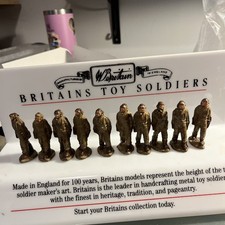 W Britain
BRITAINS TOY SOLDIERS
Made in England for 100 years, Britains models represent the height of the t
soldier maker's art. Britains is the leader in handcrafting metal toy soldie
with the finest in heritage, tradition, and pageantry.
Start your Britains collection today.